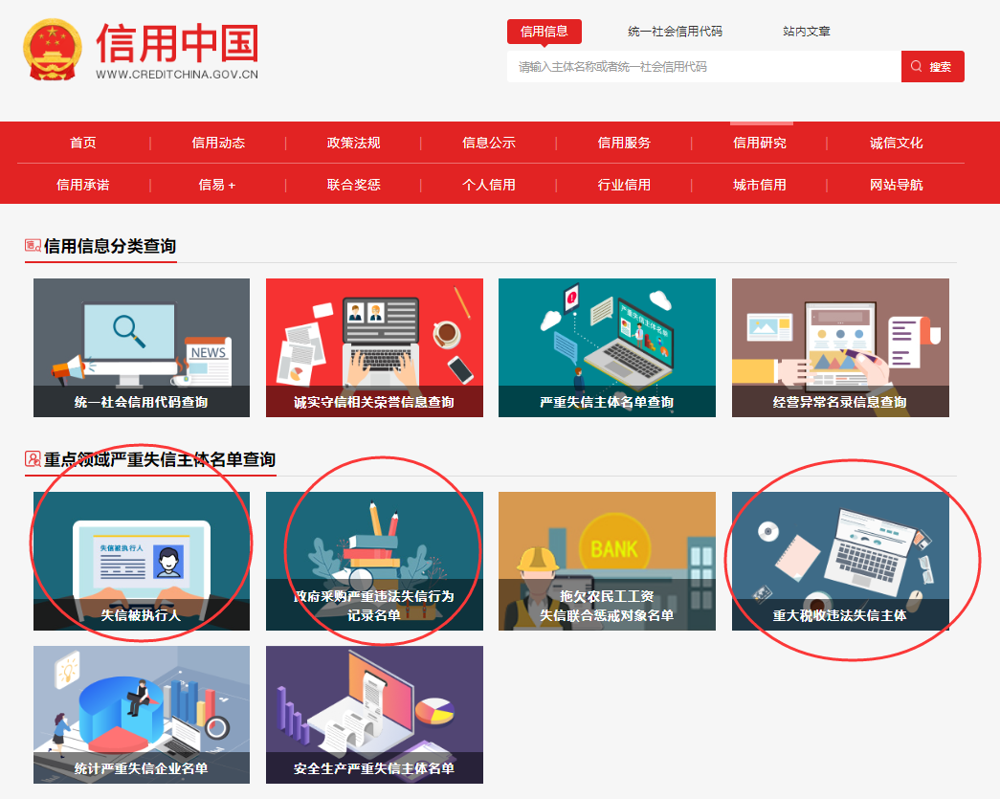 信用中国
WWW.CREDITCHINA.GOV.CN
信用信息
统一社会信用代码
站内文章
请输入主体名称或者统一社会信用代码
搜索
首页
信用动态
政策法规
信息公示
信用服务
信用研究
诚信文化
信用承诺
信易 +
联合奖惩
个人信用
行业信用
城市信用
网站导航
信用信息分类查询
NEWS
统一社会信用代码查询
诚实守信相关荣誉信息查询
严重失信主体名单
严重失信主体名单查询
经营异常名录信息查询
重点领域严重失信主体名单查询
失信被执行人
失信被执行人
政府采购严重违法失信行为
记录名单
BANK
拖欠农民工工资
失信联合惩戒对象名单
重大税收违法失信主体
统计严重失信企业名单
安全生产严重失信主体名单